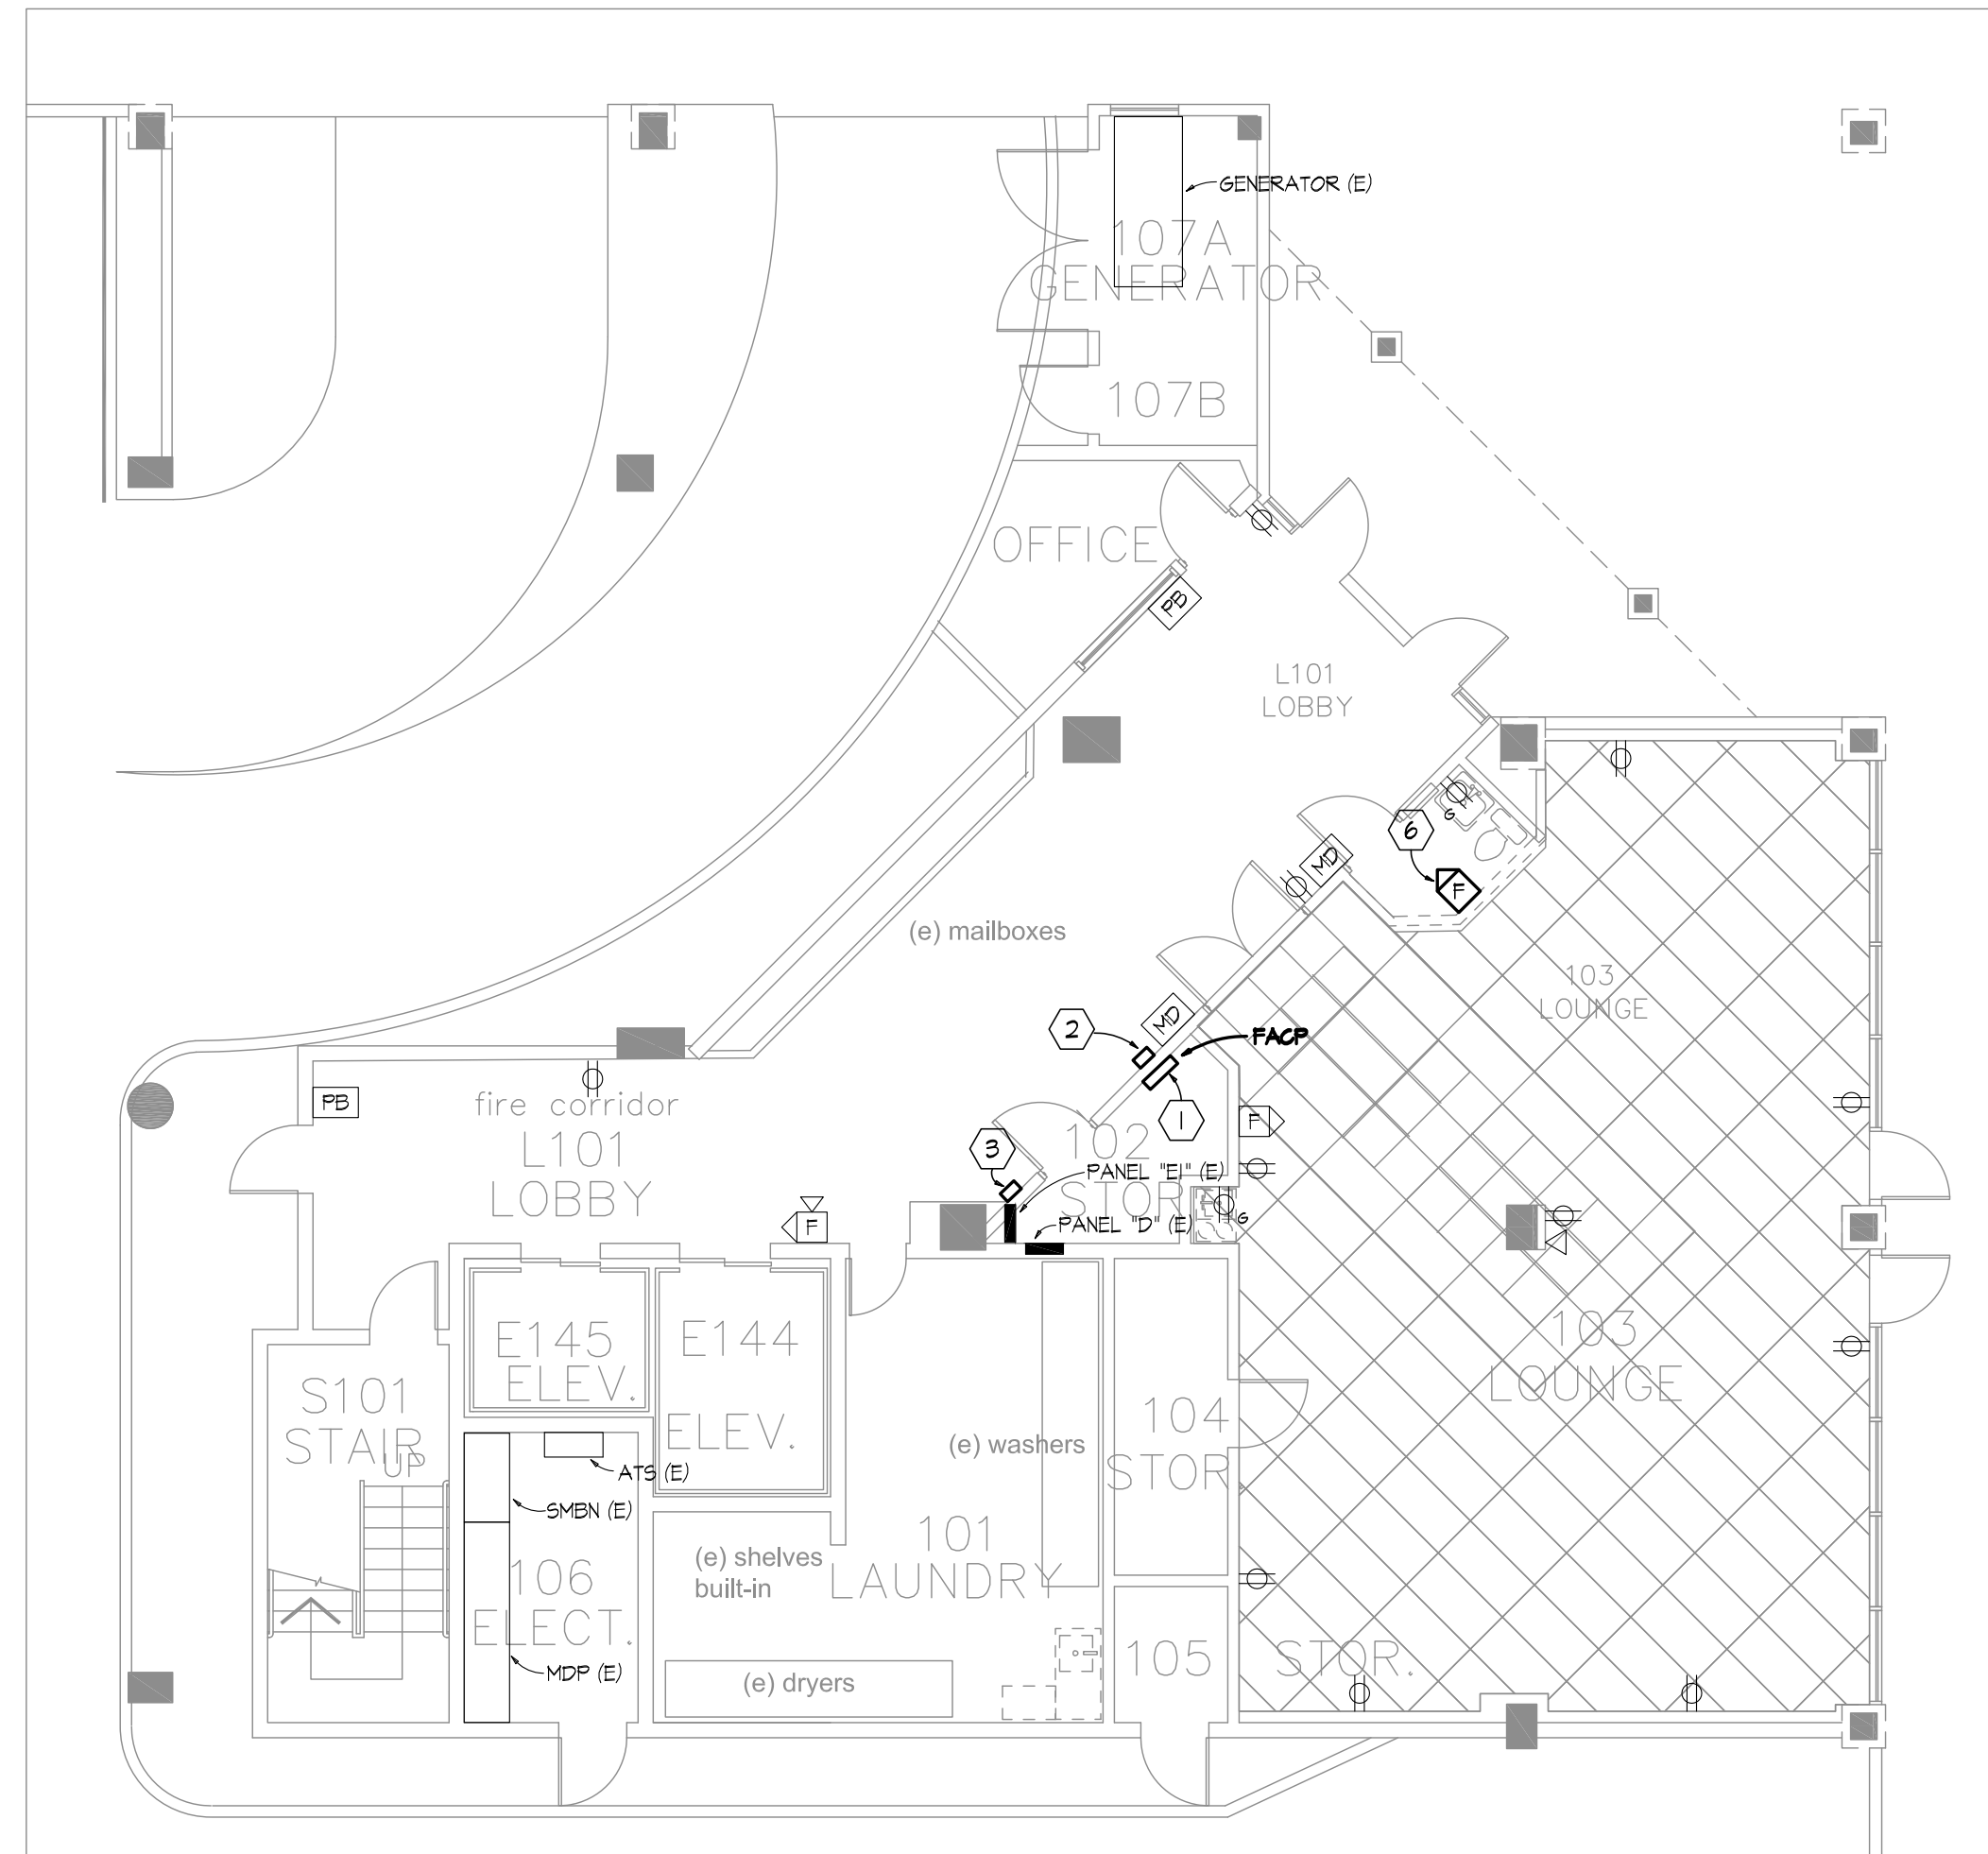 GENERATOR (E)
107A
GENERATOR
107B
OFFICE
PB
L101
LOBBY
G
6
F
MD
(e) mailboxes
103
LOUNGE
MD
2
FACP
PB
fire corridor
L101
LOBBY
1
F
3
102
STOR.
PANEL "E1" (E)
PANEL "D" (E)
G
F
E145
ELEV.
E144
ELEV.
103
LOUNGE
S101
STAIR
UP
104
STOR.
(e) washers
ATS (E)
SMBN (E)
101
LAUNDRY
(e) shelves
built-in
106
ELECT.
MDP (E)
(e) dryers
105
STOR.